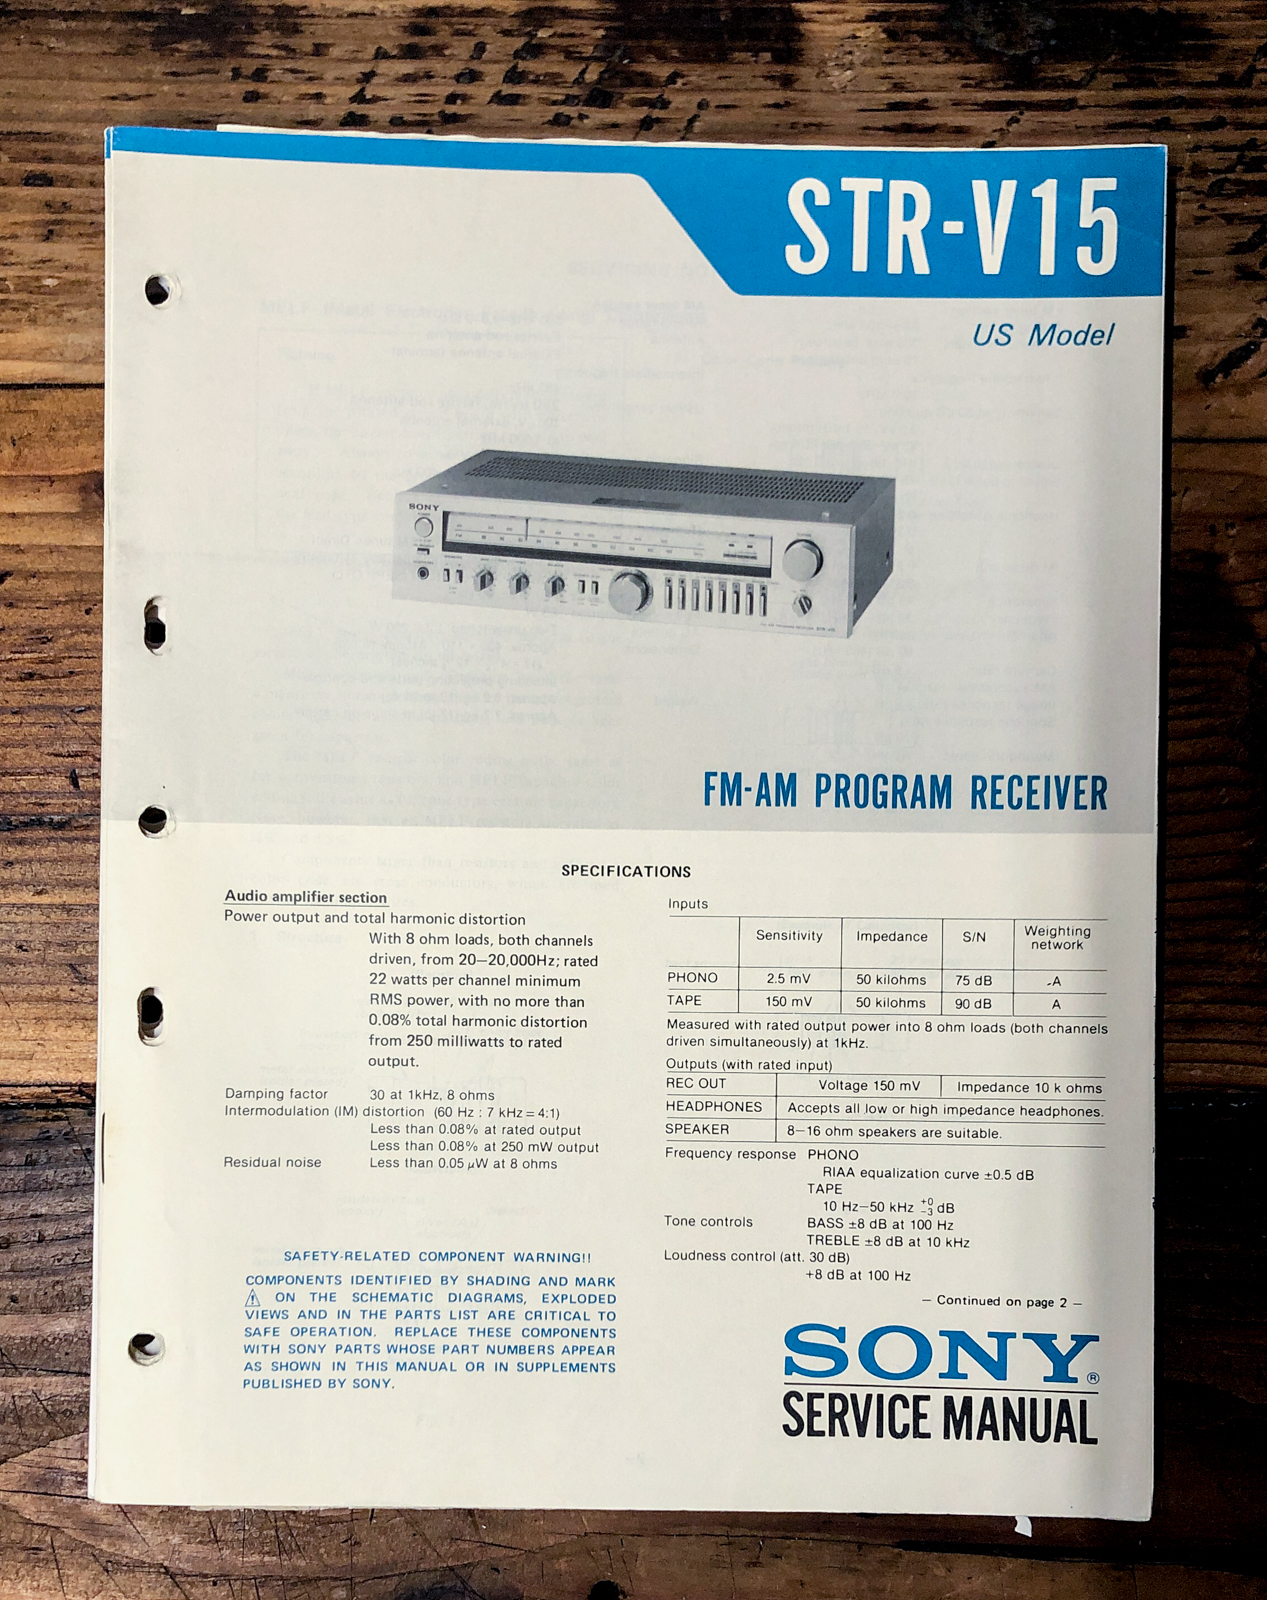 STR-V15
US Model
SONY
FM-AM PROGRAM RECEIVER
SPECIFICATIONS
Audio amplifier section
Power output and total harmonic distortion
With 8 ohm loads, both channels
driven, from 20–20,000Hz; rated
22 watts per channel minimum
RMS power, with no more than
0.08% total harmonic distortion
from 250 milliwatts to rated
output.
Damping factor 30 at 1kHz, 8 ohms
Intermodulation (IM) distortion (60 Hz : 7 kHz = 4:1)
Less than 0.08% at rated output
Less than 0.08% at 250 mW output
Residual noise Less than 0.05 μW at 8 ohms
SAFETY-RELATED COMPONENT WARNING!!
COMPONENTS IDENTIFIED BY SHADING AND MARK
⚠ ON THE SCHEMATIC DIAGRAMS, EXPLODED
VIEWS AND IN THE PARTS LIST ARE CRITICAL TO
SAFE OPERATION. REPLACE THESE COMPONENTS
WITH SONY PARTS WHOSE PART NUMBERS APPEAR
AS SHOWN IN THIS MANUAL OR IN SUPPLEMENTS
PUBLISHED BY SONY.
Inputs
Sensitivity Impedance S/N Weighting network
PHONO 2.5 mV 50 kilohms 75 dB A
TAPE 150 mV 50 kilohms 90 dB A
Measured with rated output power into 8 ohm loads (both channels
driven simultaneously) at 1kHz.
Outputs (with rated input)
REC OUT Voltage 150 mV Impedance 10 k ohms
HEADPHONES Accepts all low or high impedance headphones.
SPEAKER 8–16 ohm speakers are suitable.
Frequency response PHONO
RIAA equalization curve ±0.5 dB
TAPE
10 Hz–50 kHz +0 −3 dB
Tone controls BASS ±8 dB at 100 Hz
TREBLE ±8 dB at 10 kHz
Loudness control (att. 30 dB)
+8 dB at 100 Hz
– Continued on page 2 –
SONY®
SERVICE MANUAL